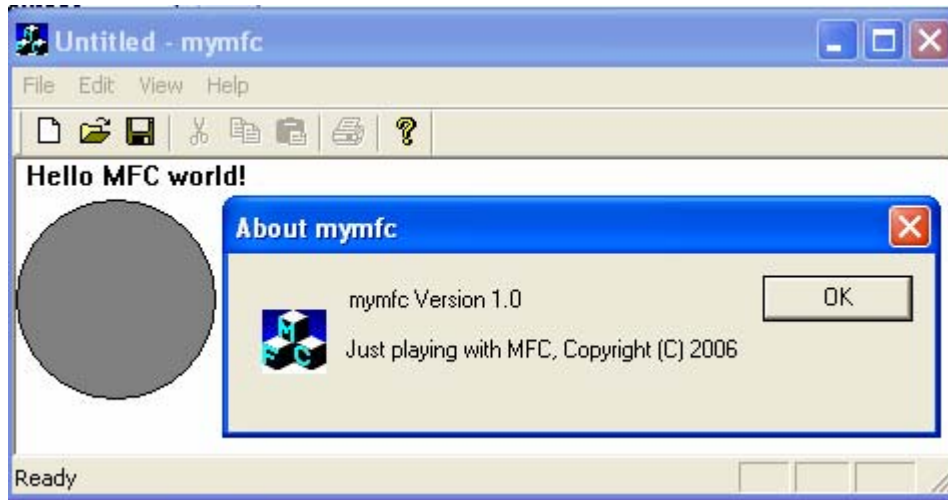 Untitled - mymfc
File Edit View Help
Hello MFC world!
About mymfc
mymfc Version 1.0
OK
M
F C
Just playing with MFC, Copyright (C) 2006
Ready